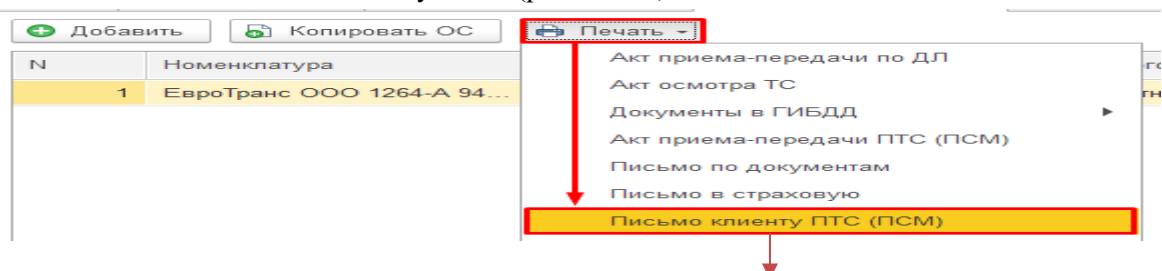 Добавить Копировать ОС Печать
N Номенклатура
1 ЕвроТранс ООО 1264-А 94...
Акт приема-передачи по ДЛ
Акт осмотра ТС
Документы в ГИБДД
Акт приема-передачи ПТС (ПСМ)
Письмо по документам
Письмо в страховую
Письмо клиенту ПТС (ПСМ)